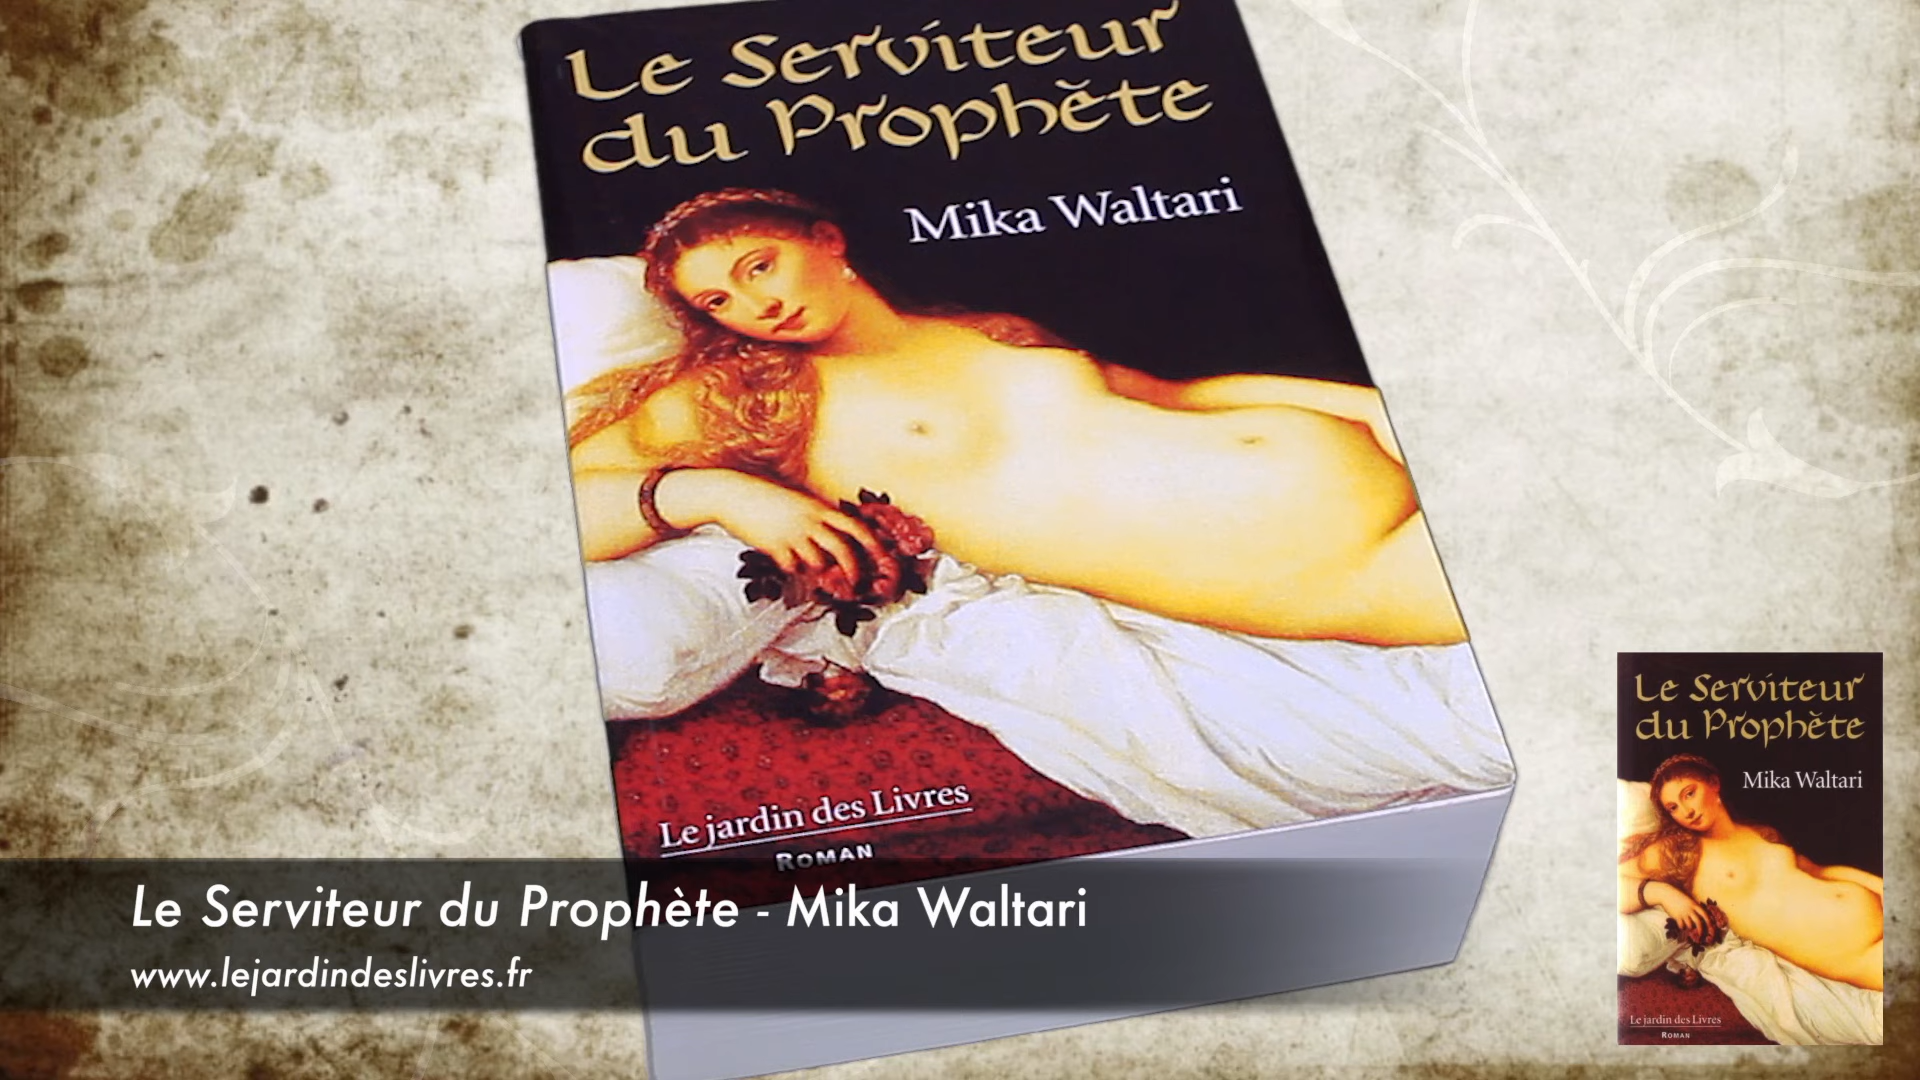 Le Serviteur
du Prophète
Mika Waltari
Le jardin des Livres
ROMAN
Le Serviteur du Prophète - Mika Waltari
www.lejardindeslivres.fr
Le Serviteur
du Prophète
Mika Waltari
Le jardin des Livres
ROMAN